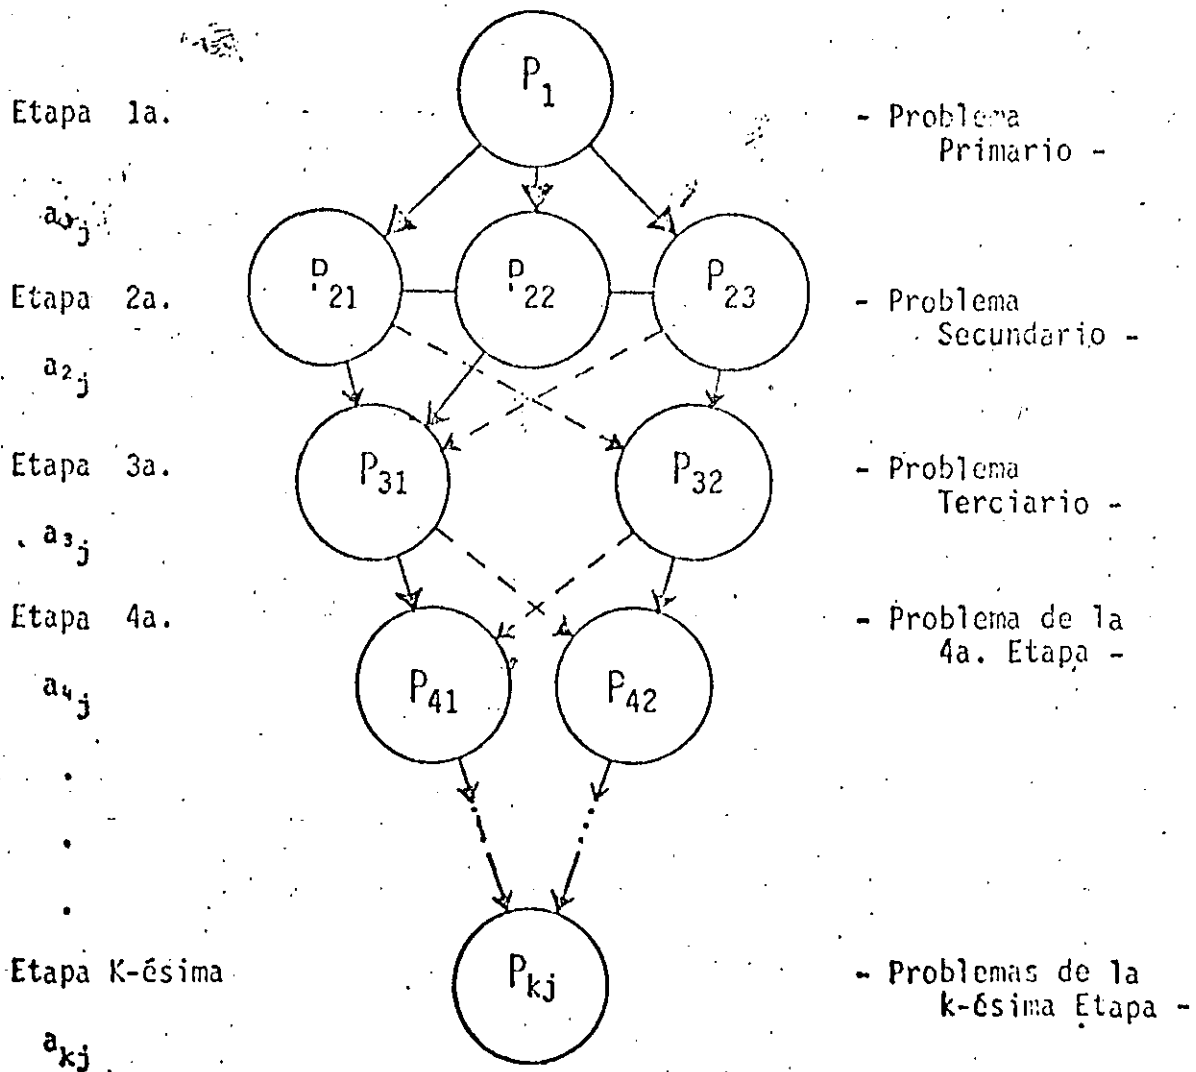 P1
Etapa 1a.
- Problema
Primario -
aj
P21
P22
P23
Etapa 2a.
- Problema
Secundario -
a2j
Etapa 3a.
P31
P32
- Problema
Terciario -
a3j
Etapa 4a.
- Problema de la
4a. Etapa -
a4j
P41
P42
.
.
.
Etapa K-ésima
Pkj
- Problemas de la
k-ésima Etapa -
akj